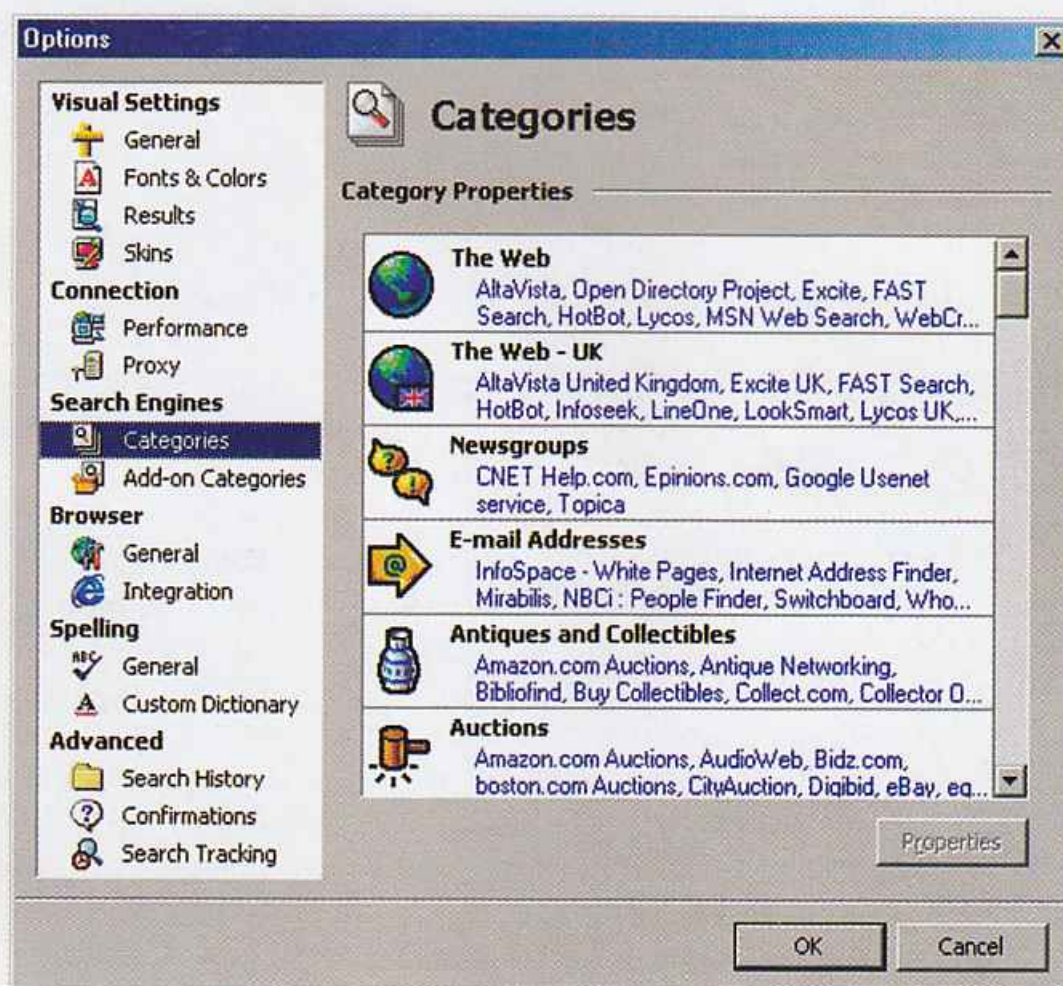 Options
Visual Settings
General
Fonts & Colors
Results
Skins
Connection
Performance
Proxy
Search Engines
Categories
Add-on Categories
Browser
General
Integration
Spelling
ABC
General
A
Custom Dictionary
Advanced
Search History
Confirmations
Search Tracking
Categories
Category Properties
The Web
AltaVista, Open Directory Project, Excite, FAST
Search, HotBot, Lycos, MSN Web Search, WebCr...
The Web - UK
AltaVista United Kingdom, Excite UK, FAST Search,
HotBot, Infoseek, LineOne, LookSmart, Lycos UK,...
Newsgroups
CNET Help.com, Epinions.com, Google Usenet
service, Topica
E-mail Addresses
InfoSpace - White Pages, Internet Address Finder,
Mirabilis, NBCi : People Finder, Switchboard, Who...
Antiques and Collectibles
Amazon.com Auctions, Antique Networking,
Bibliofind, Buy Collectibles, Collect.com, Collector O...
Auctions
Amazon.com Auctions, AudioWeb, Bidz.com,
boston.com Auctions, CityAuction, Digibid, eBay, eq...
Properties
OK
Cancel